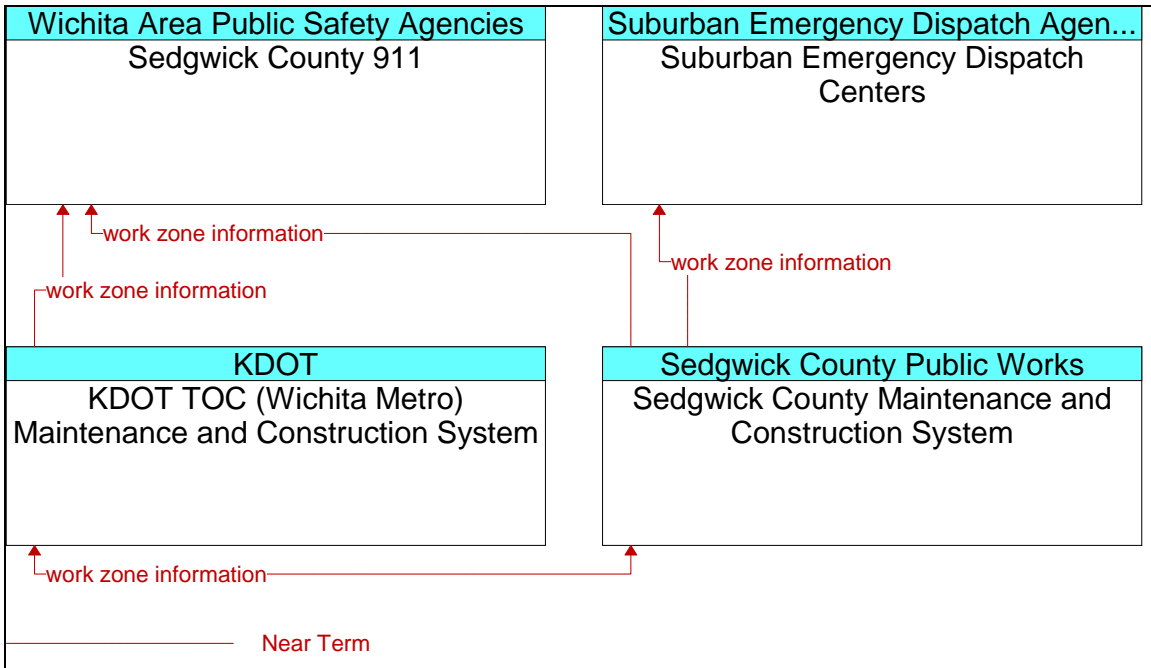 Wichita Area Public Safety Agencies
Sedgwick County 911
Suburban Emergency Dispatch Agen...
Suburban Emergency Dispatch
Centers
work zone information
work zone information
work zone information
KDOT
KDOT TOC (Wichita Metro)
Maintenance and Construction System
Sedgwick County Public Works
Sedgwick County Maintenance and
Construction System
work zone information
Near Term